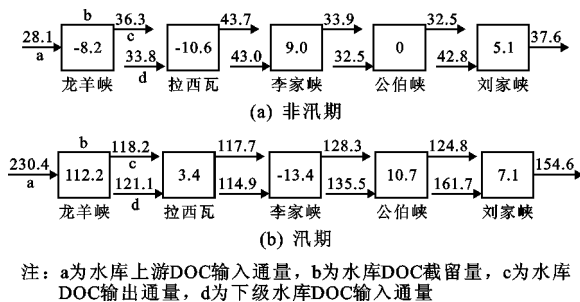 b 36.3 43.7 33.9 32.5
28.1 c 37.6
a -8.2 33.8 -10.6 43.0 9.0 32.5 0 42.8 5.1
d
龙羊峡 拉西瓦 李家峡 公伯峡 刘家峡
(a) 非汛期
b 118.2 117.7 128.3 124.8
230.4 c 154.6
a 112.2 121.1 3.4 114.9 -13.4 135.5 10.7 161.7 7.1
d
龙羊峡 拉西瓦 李家峡 公伯峡 刘家峡
(b) 汛期
注：a为水库上游DOC输入通量，b为水库DOC截留量，c为水库
DOC输出通量，d为下级水库DOC输入通量